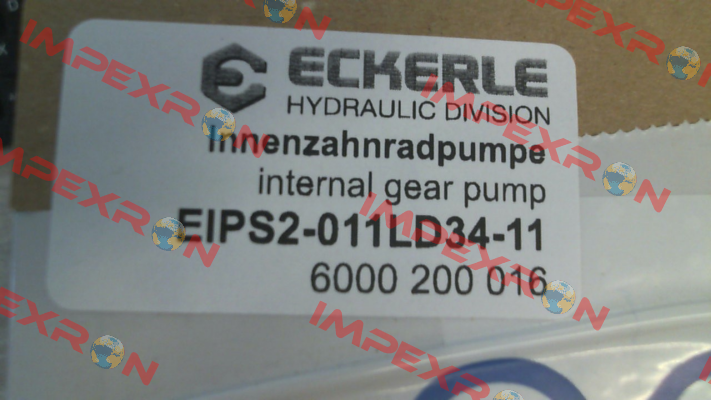 ECKERLE
HYDRAULIC DIVISION
Innenzahnradpumpe
internal gear pump
EIPS2-011LD34-11
6000 200 016
IMPEXRON
IMPEXRON
IMPEXRON
IMPEXRON
IMPEXRON
IMPEXRON
IMPEXRON